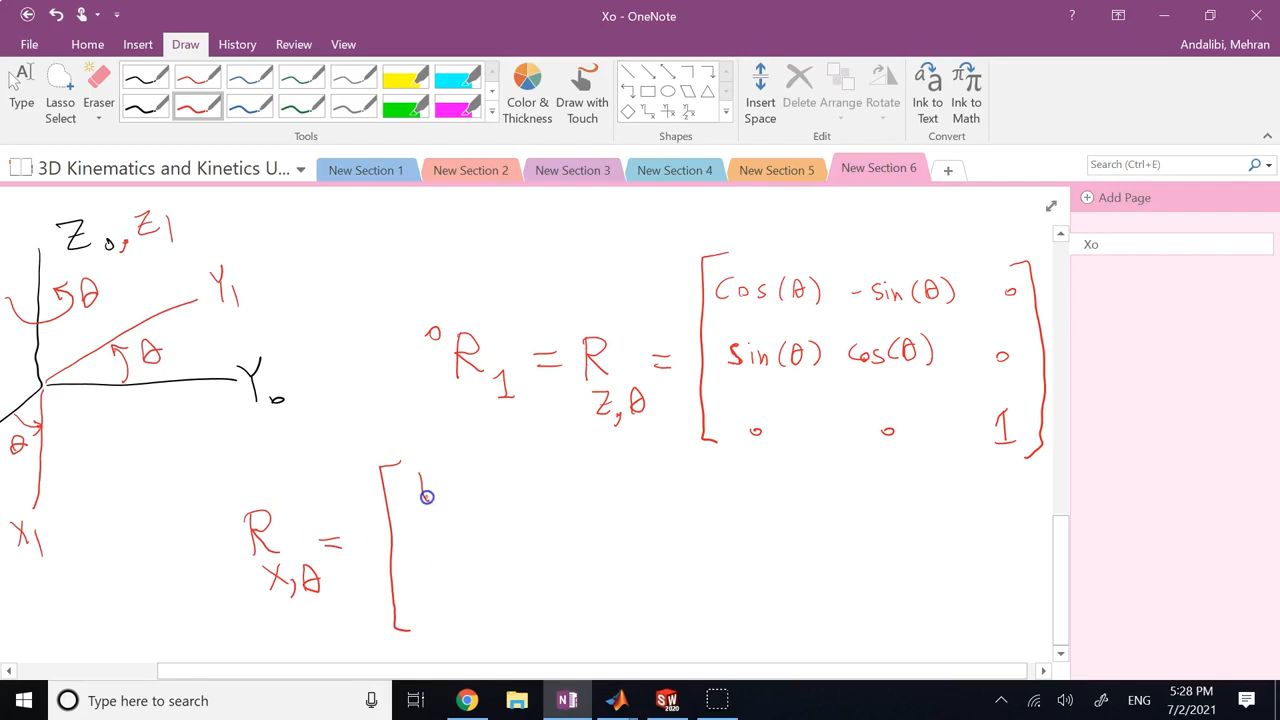 Xo - OneNote
Andalibi, Mehran
File Home Insert Draw History Review View
Type
Lasso Select
Eraser
Color & Thickness
Draw with Touch
Insert Space
Delete
Arrange
Rotate
Ink to Text
Ink to Math
Tools
Shapes
Edit
Convert
3D Kinematics and Kinetics U...
New Section 1
New Section 2
New Section 3
New Section 4
New Section 5
New Section 6
Search (Ctrl+E)
Add Page
Xo
Z₀, Z₁
θ
Y₁
θ
Y₀
θ
X₁
⁰R₁ = R z,θ =
cos(θ) -sin(θ) 0
sin(θ) cos(θ) 0
0 0 1
R x,θ = [
Type here to search
ENG
5:28 PM
7/2/2021